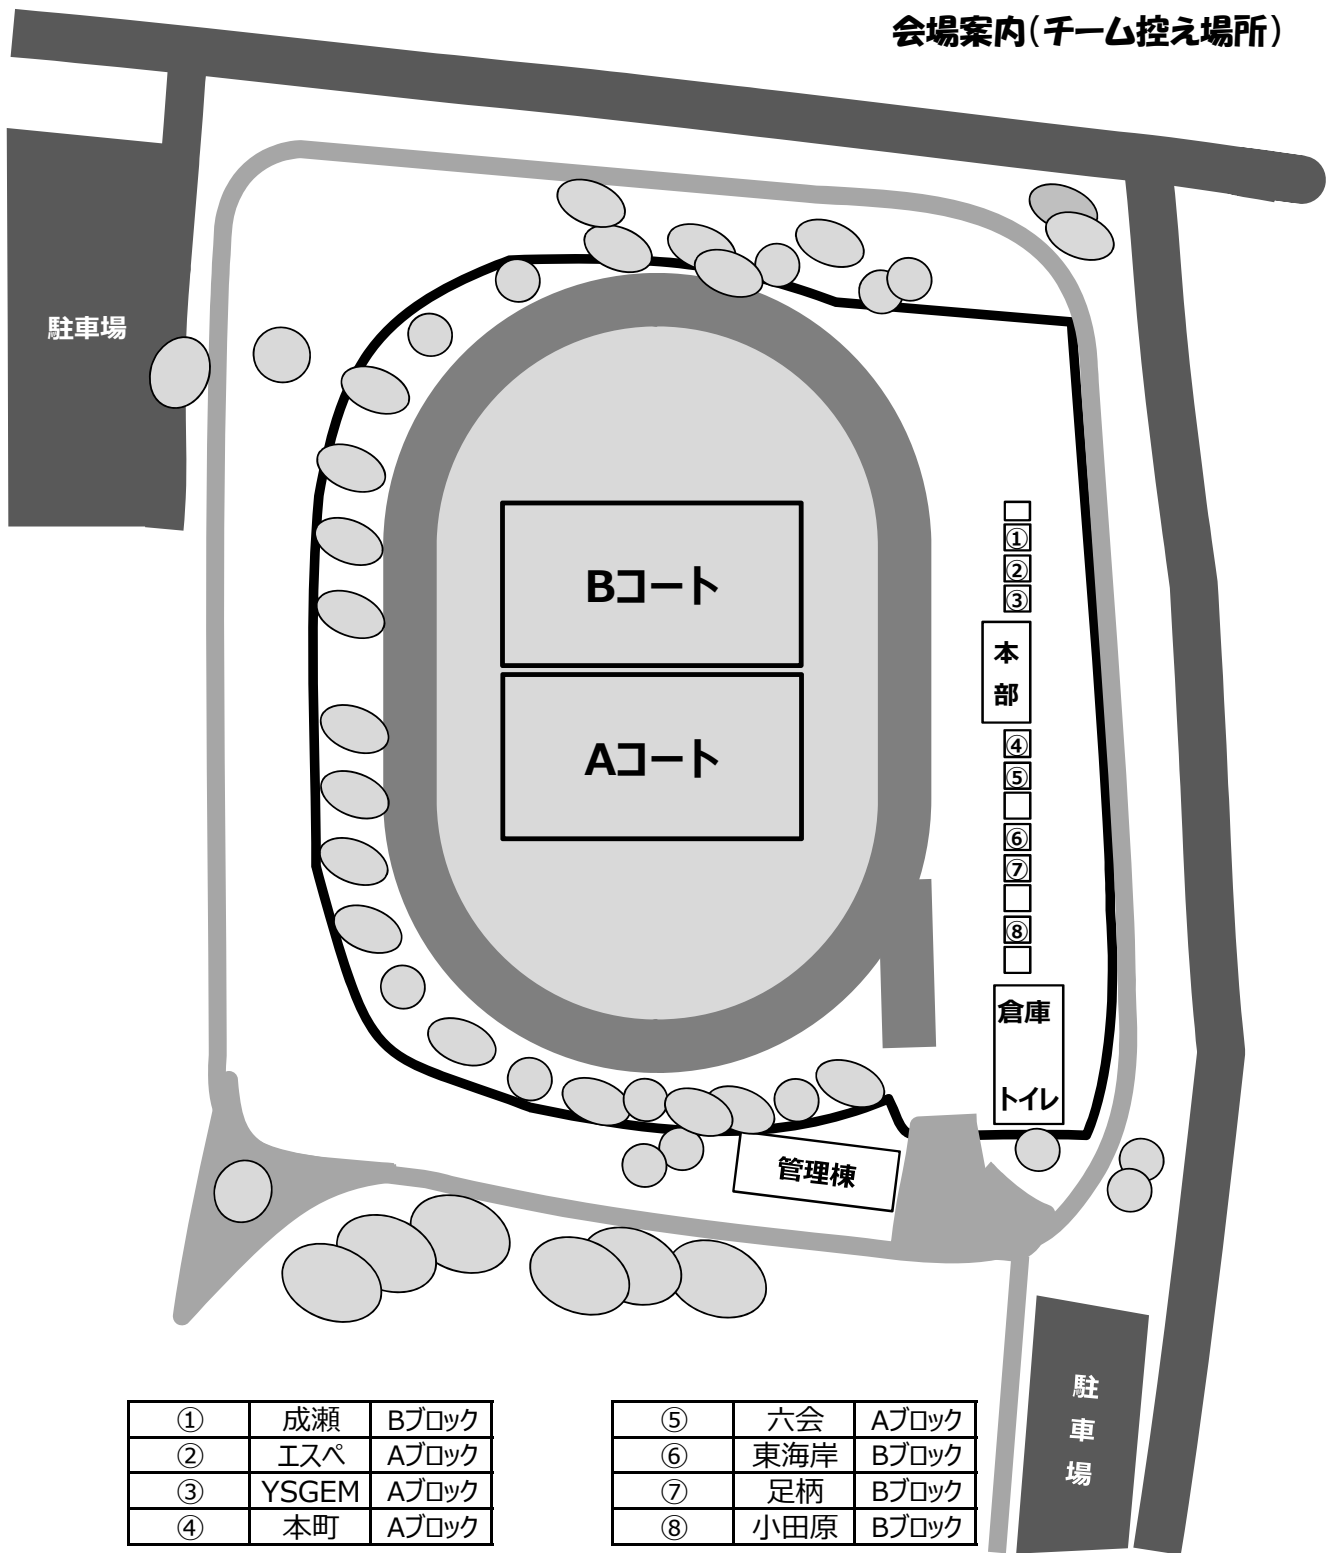 会場案内(チーム控え場所)
駐車場
Bコート
Aコート
①
②
③
本
部
④
⑤
⑥
⑦
⑧
倉庫
トイレ
管理棟
駐
車
場
① 成瀬 Bブロック
② エスペ Aブロック
③ YSGEM Aブロック
④ 本町 Aブロック
⑤ 六会 Aブロック
⑥ 東海岸 Bブロック
⑦ 足柄 Bブロック
⑧ 小田原 Bブロック